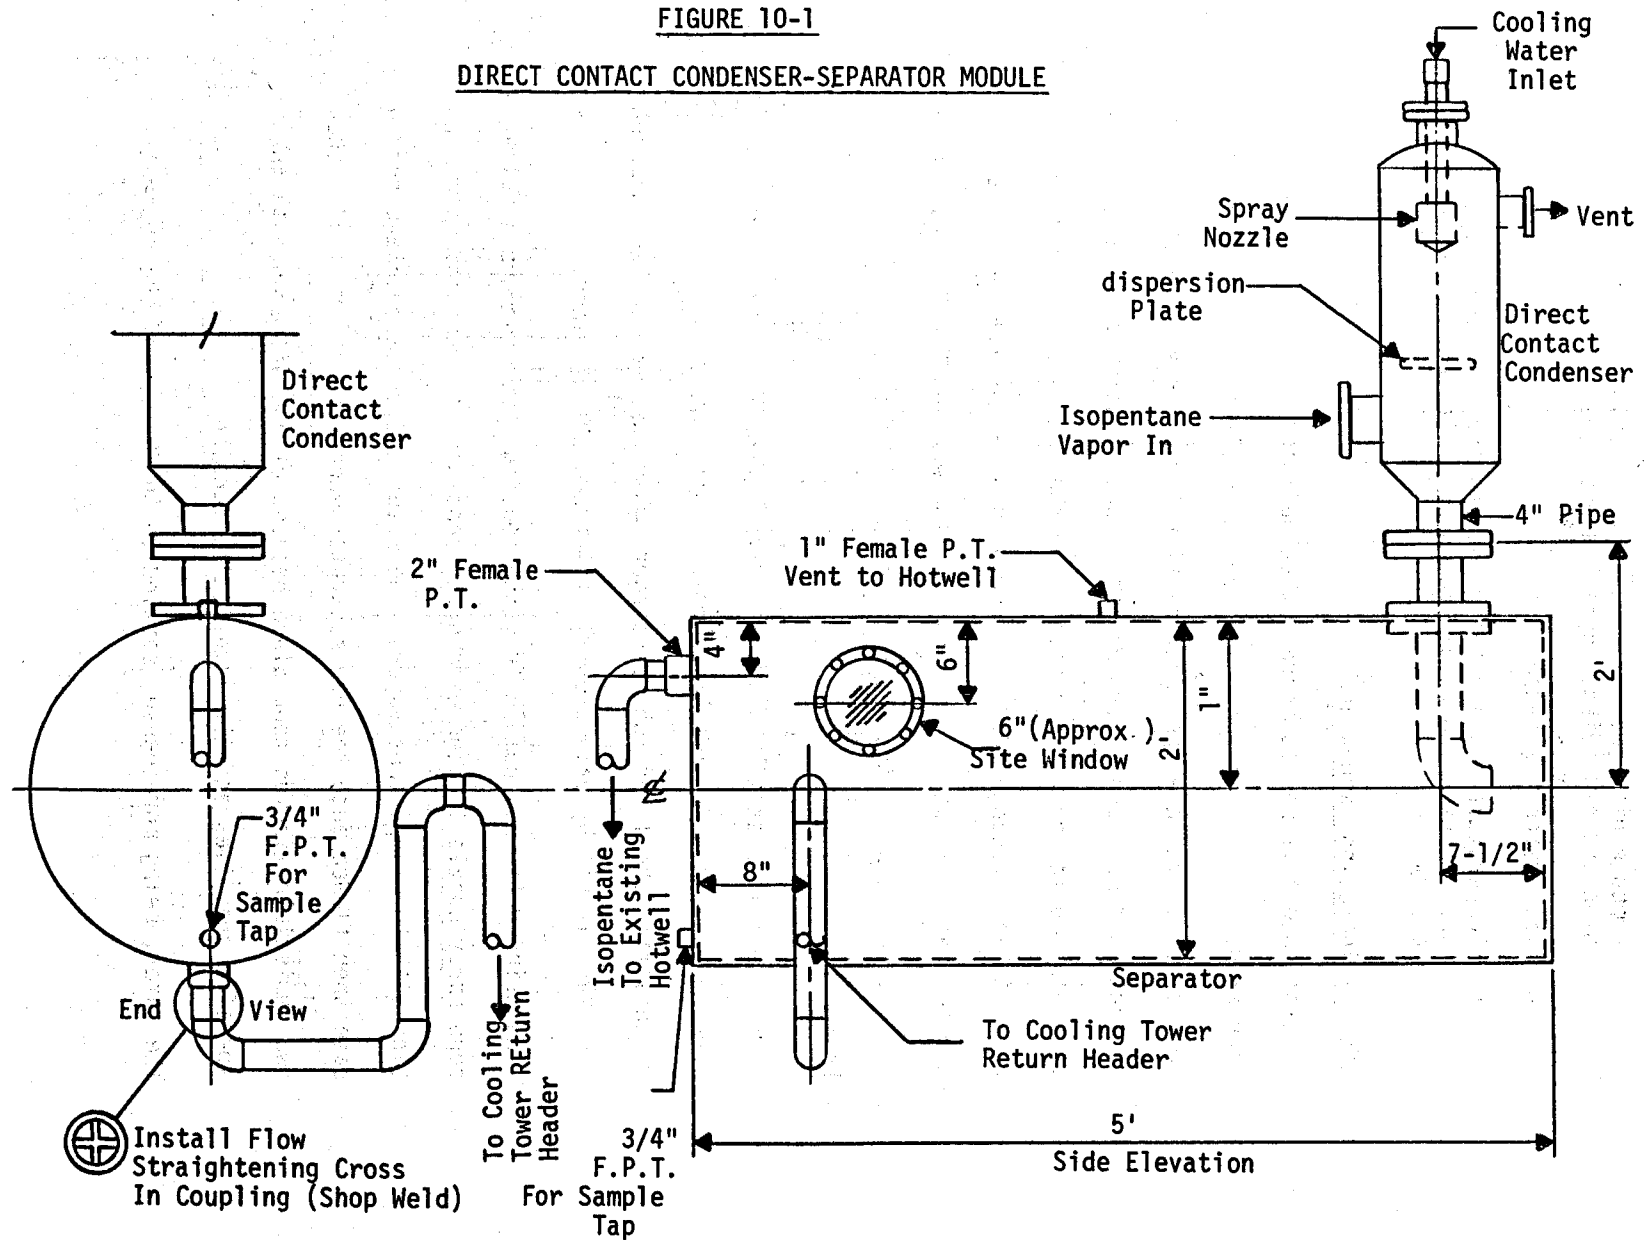 FIGURE 10-1
DIRECT CONTACT CONDENSER-SEPARATOR MODULE
Cooling
Water
Inlet
Spray
Nozzle
Vent
dispersion
Plate
Direct
Contact
Condenser
Isopentane
Vapor In
4" Pipe
Direct
Contact
Condenser
2" Female
P.T.
1" Female P.T.
Vent to Hotwell
4"
6"
1"
2'
2'
6"(Approx.)
Site Window
℄
3/4"
F.P.T.
For
Sample
Tap
8"
7-1/2"
Isopentane
To Existing
Hotwell
Separator
End View
To Cooling
Tower REturn
Header
To Cooling Tower
Return Header
5'
Side Elevation
3/4"
F.P.T.
For Sample
Tap
Install Flow
Straightening Cross
In Coupling (Shop Weld)